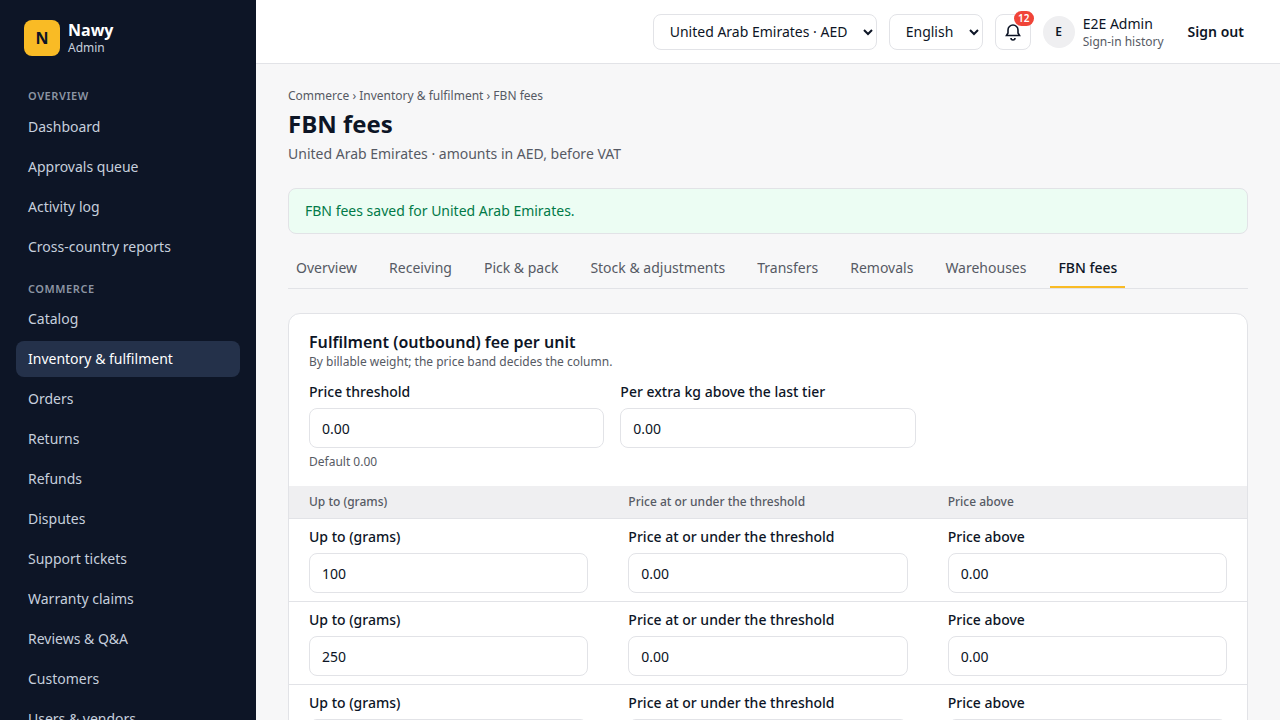 N
Nawy
Admin
OVERVIEW
Dashboard
Approvals queue
Activity log
Cross-country reports
COMMERCE
Catalog
Inventory & fulfilment
Orders
Returns
Refunds
Disputes
Support tickets
Warranty claims
Reviews & Q&A
Customers
Users & vendors
United Arab Emirates · AED
English
12
E
E2E Admin
Sign-in history
Sign out
Commerce › Inventory & fulfilment › FBN fees
FBN fees
United Arab Emirates · amounts in AED, before VAT
FBN fees saved for United Arab Emirates.
Overview Receiving Pick & pack Stock & adjustments Transfers Removals Warehouses FBN fees
Fulfilment (outbound) fee per unit
By billable weight; the price band decides the column.
Price threshold Per extra kg above the last tier
0.00 0.00
Default 0.00
Up to (grams) Price at or under the threshold Price above
Up to (grams) Price at or under the threshold Price above
100 0.00 0.00
Up to (grams) Price at or under the threshold Price above
250 0.00 0.00
Up to (grams) Price at or under the threshold Price above